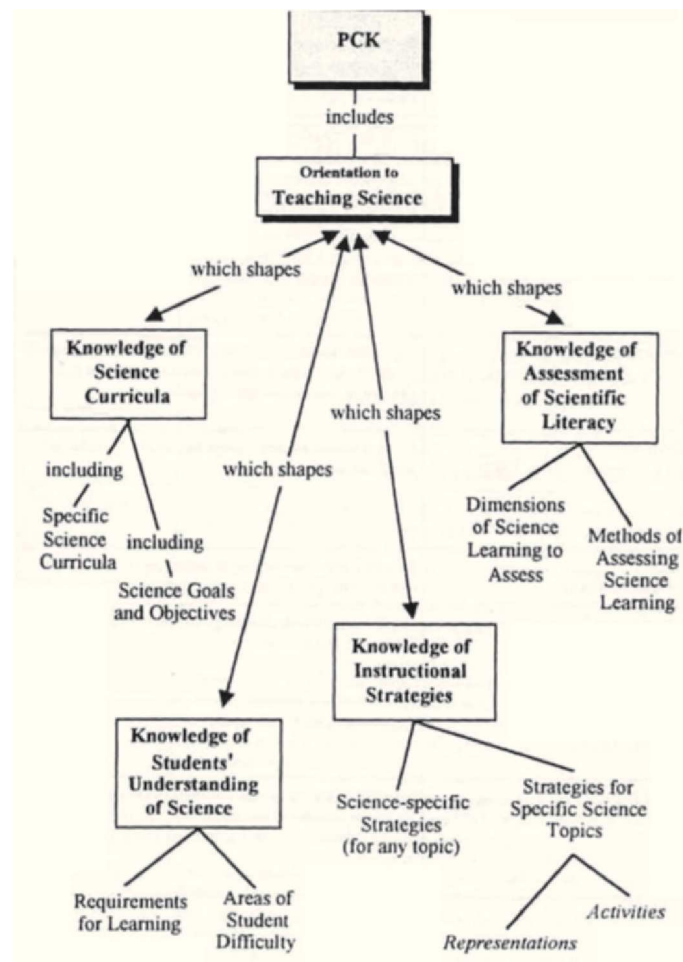 PCK
includes
Orientation to
Teaching Science
which shapes
which shapes
Knowledge of
Science
Curricula
Knowledge of
Assessment
of Scientific
Literacy
which shapes
which shapes
including
Specific
Science
Curricula
including
Science Goals
and Objectives
Dimensions
of Science
Learning to
Assess
Methods of
Assessing
Science
Learning
Knowledge of
Instructional
Strategies
Knowledge of
Students'
Understanding
of Science
Science-specific
Strategies
(for any topic)
Strategies for
Specific Science
Topics
Requirements
for Learning
Areas of
Student
Difficulty
Activities
Representations